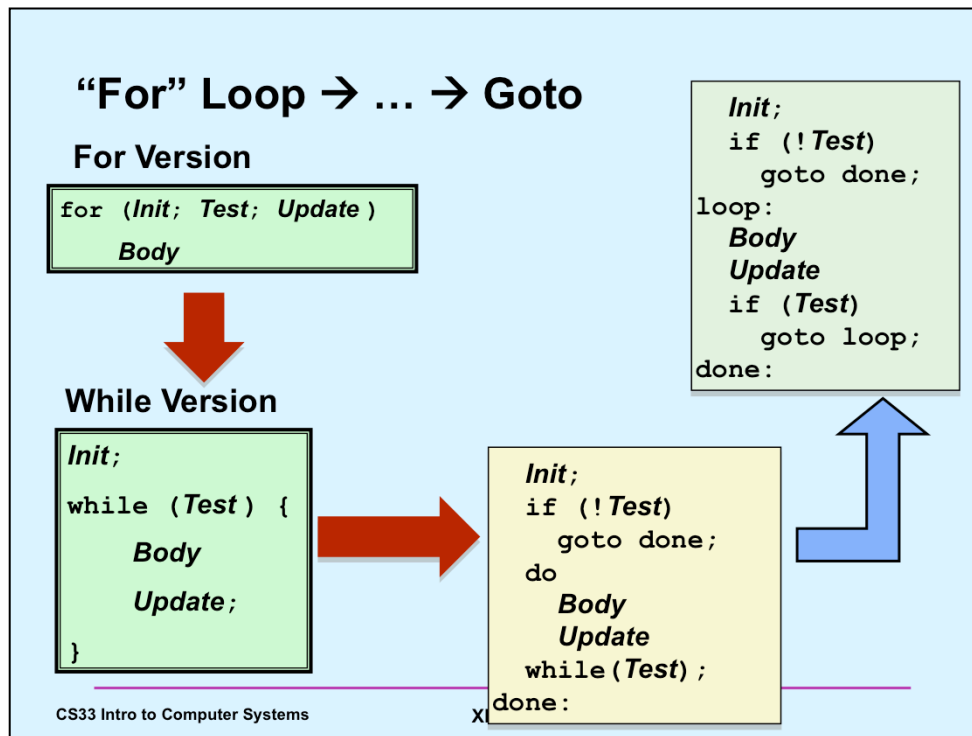 “For” Loop → … → Goto
For Version
for (Init; Test; Update )
Body
While Version
Init;
while (Test ) {
Body
Update;
}
Init;
if (!Test)
goto done;
do
Body
Update
while(Test);
done:
Init;
if (!Test)
goto done;
loop:
Body
Update
if (Test)
goto loop;
done:
CS33 Intro to Computer Systems